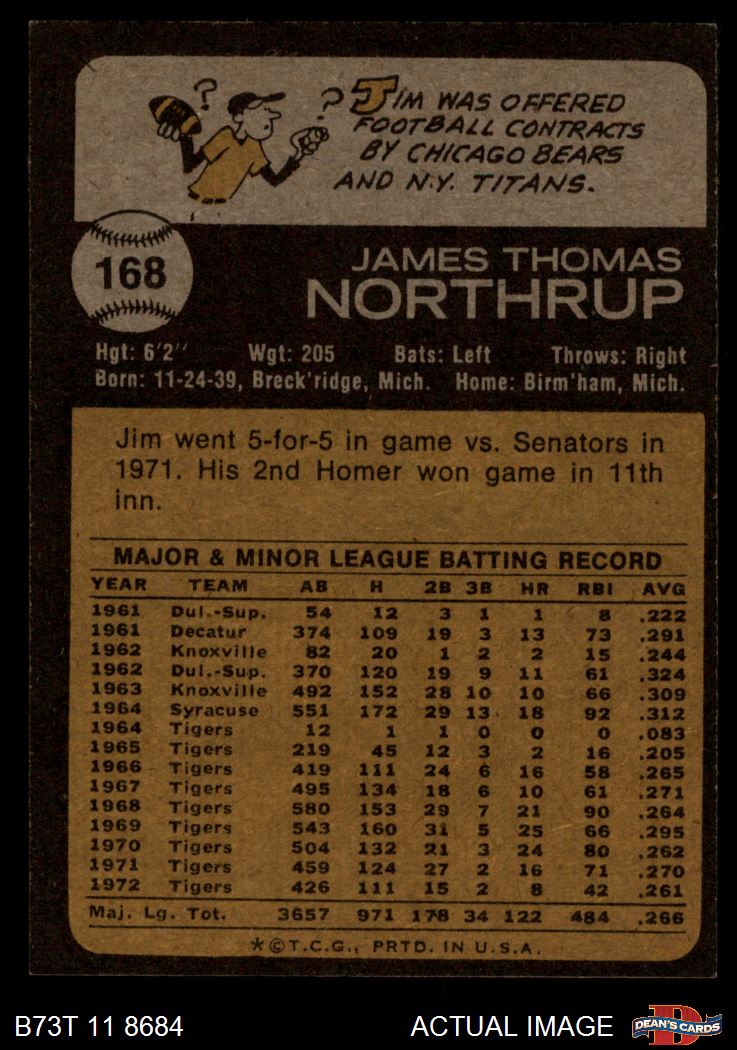 ? ? JIM WAS OFFERED
FOOTBALL CONTRACTS
BY CHICAGO BEARS
AND N.Y. TITANS.
168
JAMES THOMAS
NORTHRUP
Hgt: 6'2" Wgt: 205 Bats: Left Throws: Right
Born: 11-24-39, Breck'ridge, Mich. Home: Birm'ham, Mich.
Jim went 5-for-5 in game vs. Senators in
1971. His 2nd Homer won game in 11th
inn.
MAJOR & MINOR LEAGUE BATTING RECORD
YEAR TEAM AB H 2B 3B HR RBI AVG
1961 Dul.-Sup. 54 12 3 1 1 8 .222
1961 Decatur 374 109 19 3 13 73 .291
1962 Knoxville 82 20 1 2 2 15 .244
1962 Dul.-Sup. 370 120 19 9 11 61 .324
1963 Knoxville 492 152 28 10 10 66 .309
1964 Syracuse 551 172 29 13 18 92 .312
1964 Tigers 12 1 1 0 0 0 .083
1965 Tigers 219 45 12 3 2 16 .205
1966 Tigers 419 111 24 6 16 58 .265
1967 Tigers 495 134 18 6 10 61 .271
1968 Tigers 580 153 29 7 21 90 .264
1969 Tigers 543 160 31 5 25 66 .295
1970 Tigers 504 132 21 3 24 80 .262
1971 Tigers 459 124 27 2 16 71 .270
1972 Tigers 426 111 15 2 8 42 .261
Maj. Lg. Tot. 3657 971 178 34 122 484 .266
*©T.C.G., PRTD. IN U.S.A.
B73T 11 8684 ACTUAL IMAGE D DEAN'S CARDS